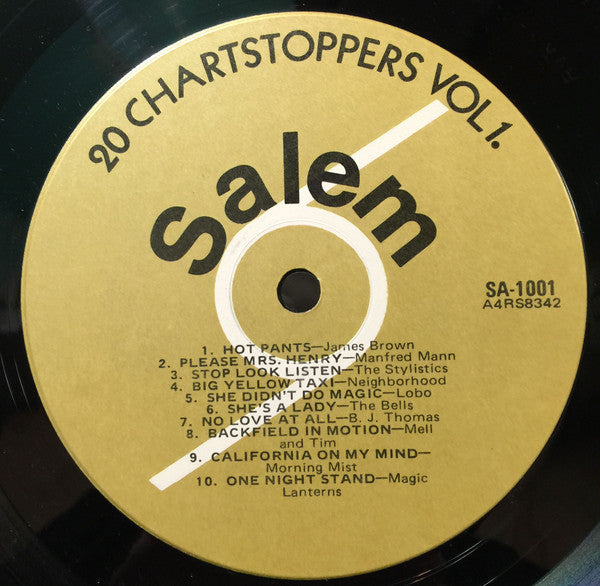 20 CHARTSTOPPERS VOL 1.
Salem
SA-1001
A4RS8342
1. HOT PANTS—James Brown
2. PLEASE MRS. HENRY—Manfred Mann
3. STOP LOOK LISTEN—The Stylistics
4. BIG YELLOW TAXI—Neighborhood
5. SHE DIDN'T DO MAGIC—Lobo
6. SHE'S A LADY—The Bells
7. NO LOVE AT ALL—B. J. Thomas
8. BACKFIELD IN MOTION—Mell
and Tim
9. CALIFORNIA ON MY MIND—
Morning Mist
10. ONE NIGHT STAND—Magic
Lanterns